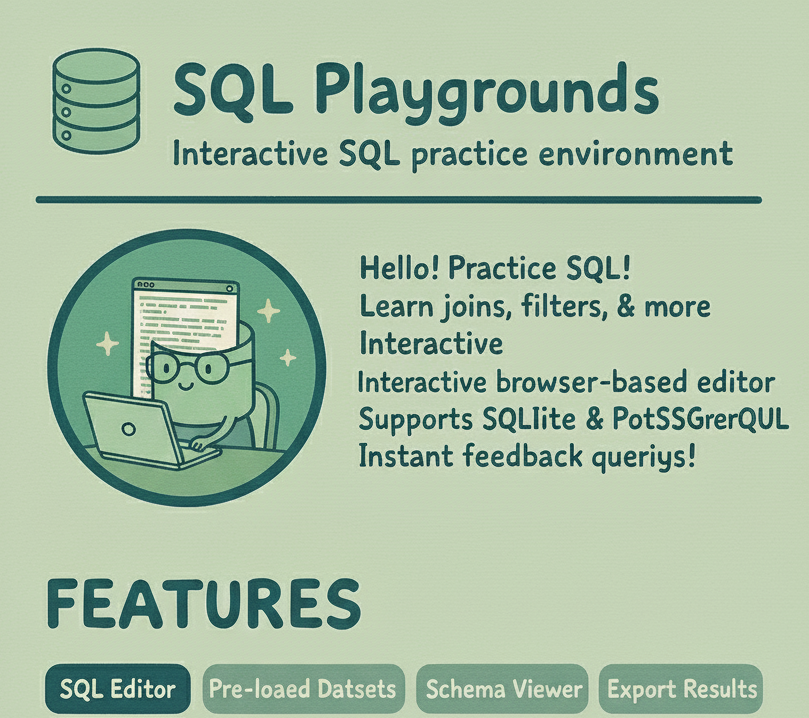 SQL Playgrounds
Interactive SQL practice environment
Hello! Practice SQL!
Learn joins, filters, & more
Interactive
Interactive browser-based editor
Supports SQLIite & PotSSGrerQUL
Instant feedback queriys!
FEATURES
SQL Editor
Pre-loaed Datsets
Schema Viewer
Export Results